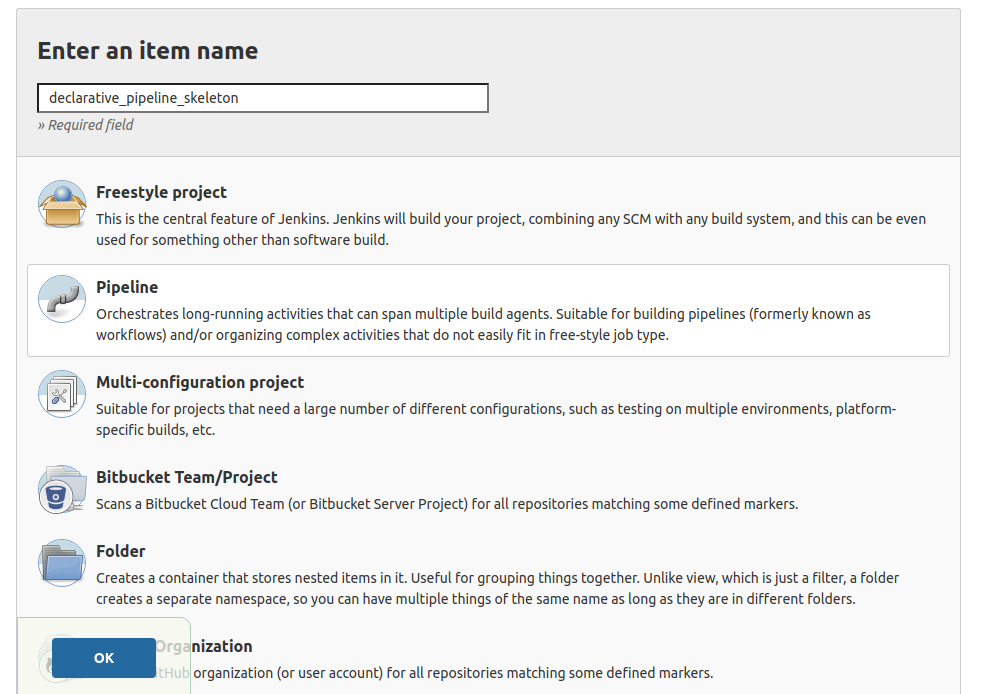 Enter an item name
declarative_pipeline_skeleton
» Required field
Freestyle project
This is the central feature of Jenkins. Jenkins will build your project, combining any SCM with any build system, and this can be even
used for something other than software build.
Pipeline
Orchestrates long-running activities that can span multiple build agents. Suitable for building pipelines (formerly known as
workflows) and/or organizing complex activities that do not easily fit in free-style job type.
Multi-configuration project
Suitable for projects that need a large number of different configurations, such as testing on multiple environments, platform-
specific builds, etc.
Bitbucket Team/Project
Scans a Bitbucket Cloud Team (or Bitbucket Server Project) for all repositories matching some defined markers.
Folder
Creates a container that stores nested items in it. Useful for grouping things together. Unlike view, which is just a filter, a folder
creates a separate namespace, so you can have multiple things of the same name as long as they are in different folders.
Organization
OK
organization (or user account) for all repositories matching some defined markers.